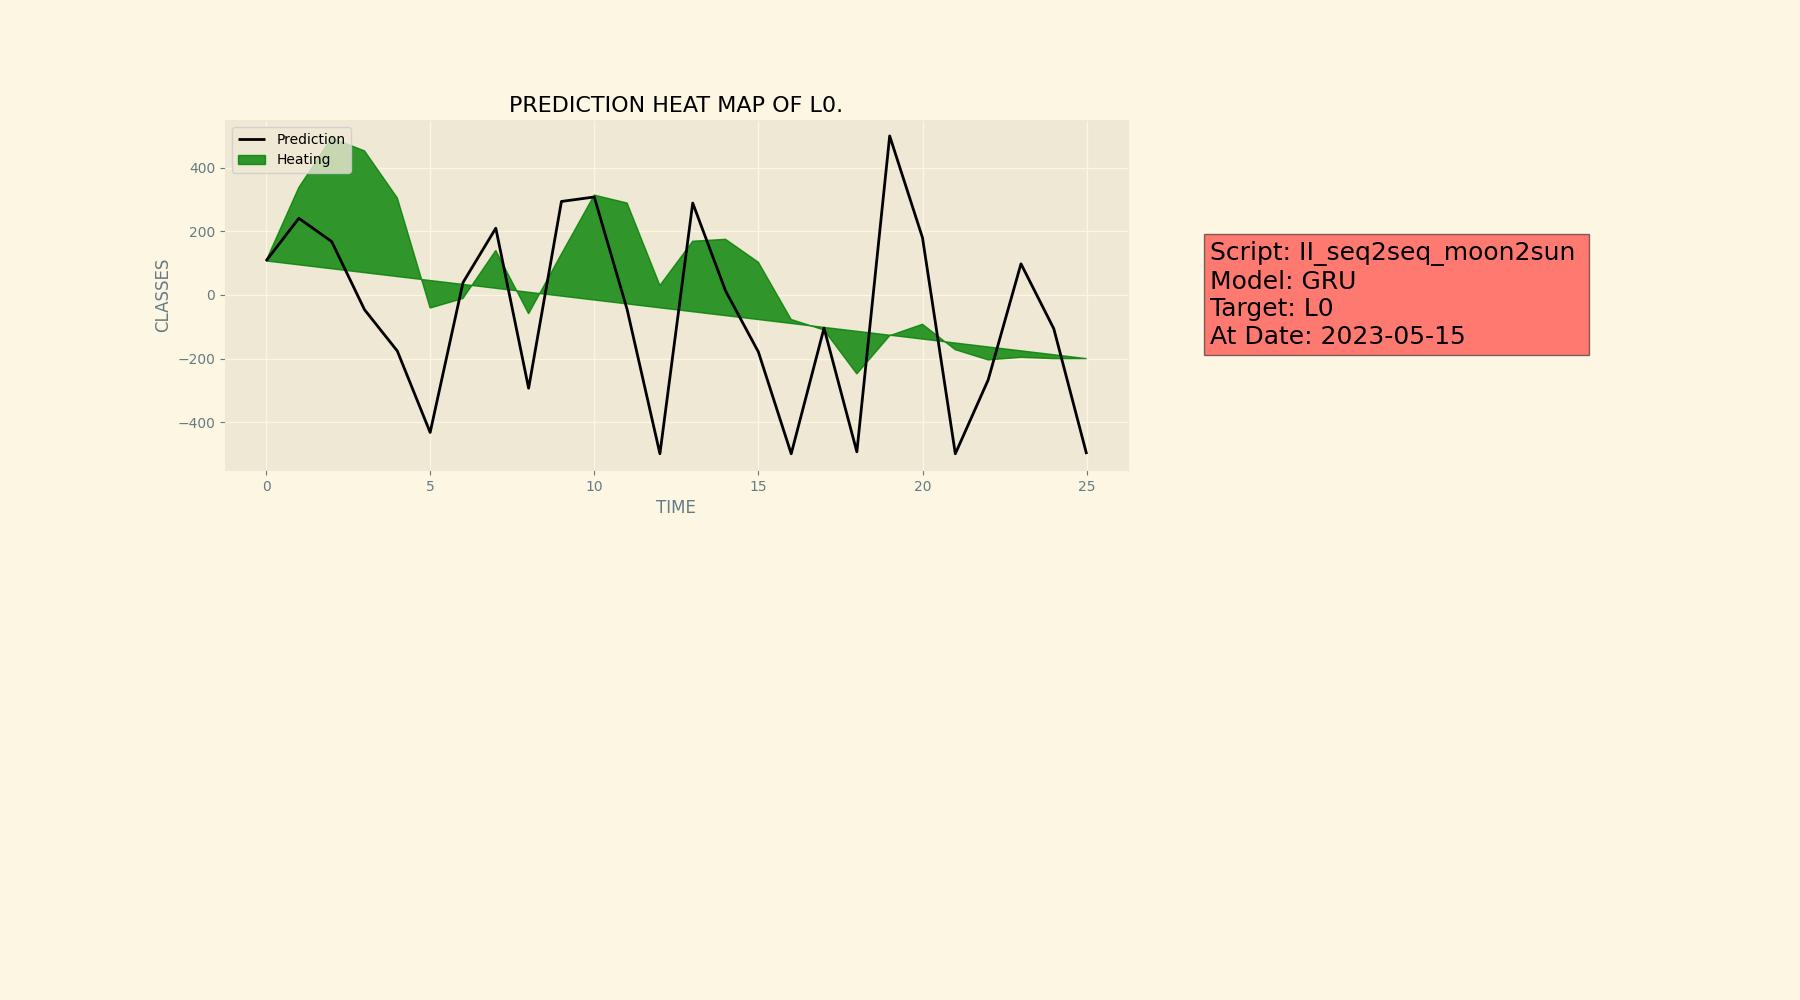 PREDICTION HEAT MAP OF L0.
Prediction
Heating
CLASSES
400
200
0
−200
−400
0 5 10 15 20 25
TIME
Script: II_seq2seq_moon2sun
Model: GRU
Target: L0
At Date: 2023-05-15